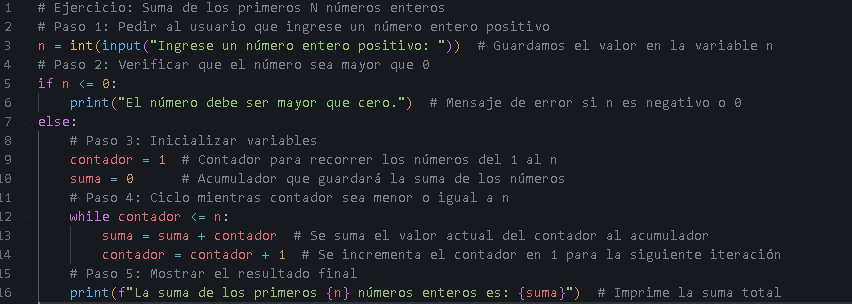 1 # Ejercicio: Suma de los primeros N números enteros
2 # Paso 1: Pedir al usuario que ingrese un número entero positivo
3 n = int(input("Ingrese un número entero positivo: "))  # Guardamos el valor en la variable n
4 # Paso 2: Verificar que el número sea mayor que 0
5 if n <= 0:
6     print("El número debe ser mayor que cero.")  # Mensaje de error si n es negativo o 0
7 else:
8     # Paso 3: Inicializar variables
9     contador = 1  # Contador para recorrer los números del 1 al n
10     suma = 0      # Acumulador que guardará la suma de los números
11     # Paso 4: Ciclo mientras contador sea menor o igual a n
12     while contador <= n:
13         suma = suma + contador  # Se suma el valor actual del contador al acumulador
14         contador = contador + 1  # Se incrementa el contador en 1 para la siguiente iteración
15     # Paso 5: Mostrar el resultado final
16     print(f"La suma de los primeros {n} números enteros es: {suma}")  # Imprime la suma total